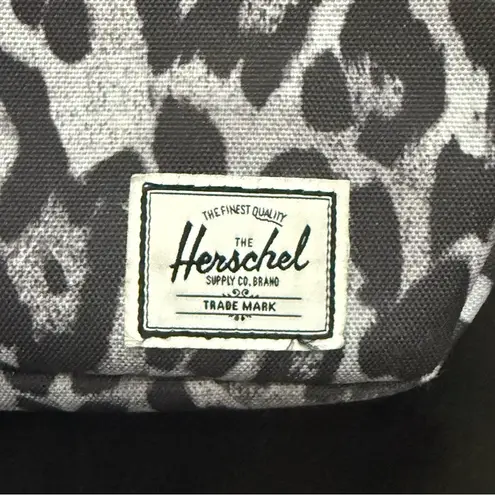 THE FINEST QUALITY
THE
Herschel
SUPPLY CO. BRAND
TRADE MARK